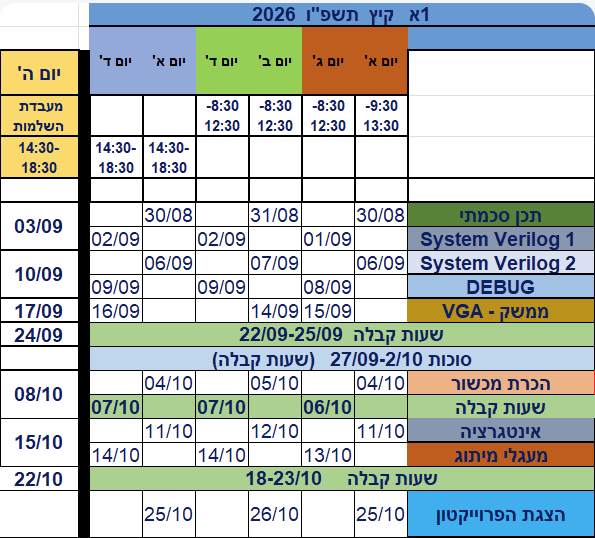 1א קיץ תשפ"ו 2026
יום א' יום ג' יום ב' יום ד' יום א' יום ד' יום ה'
9:30-13:30 8:30-12:30 8:30-12:30 8:30-12:30 מעבדת השלמות
14:30-18:30 14:30-18:30 14:30-18:30
תכן סכמתי 30/08 31/08 30/08 03/09
System Verilog 1 01/09 02/09 02/09
System Verilog 2 06/09 07/09 06/09 10/09
DEBUG 08/09 09/09 09/09
ממשק - VGA 15/09 14/09 16/09 17/09
שעות קבלה 22/09-25/09 24/09
סוכות 27/09-2/10 (שעות קבלה)
הכרת מכשור 04/10 05/10 04/10 08/10
שעות קבלה 06/10 07/10 07/10
אינטגרציה 11/10 12/10 11/10 15/10
מעגלי מיתוג 13/10 14/10 14/10
שעות קבלה 18-23/10 22/10
הצגת הפרוייקטון 25/10 26/10 25/10